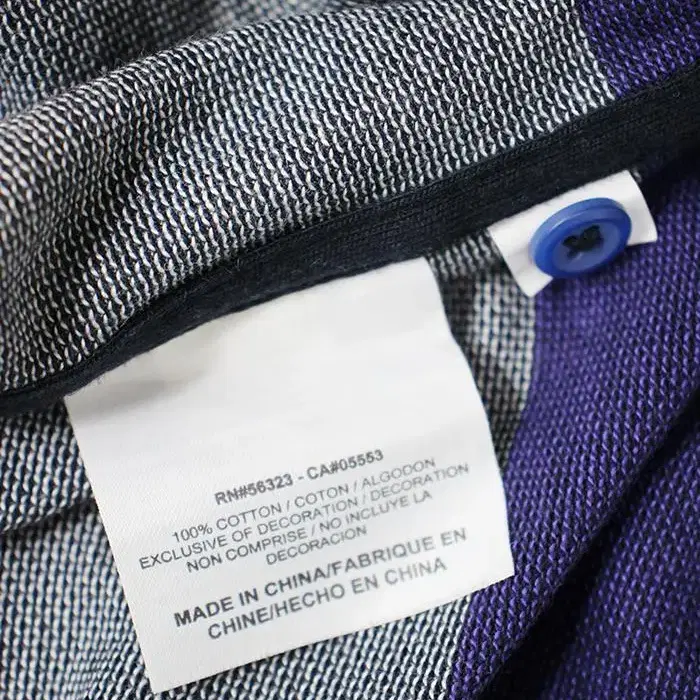 RN#56323 - CA#05553
100% COTTON / COTON / ALGODON
EXCLUSIVE OF DECORATION / DECORATION
NON COMPRISE / NO INCLUYE LA
DECORACION
MADE IN CHINA/FABRIQUE EN
CHINE/HECHO EN CHINA